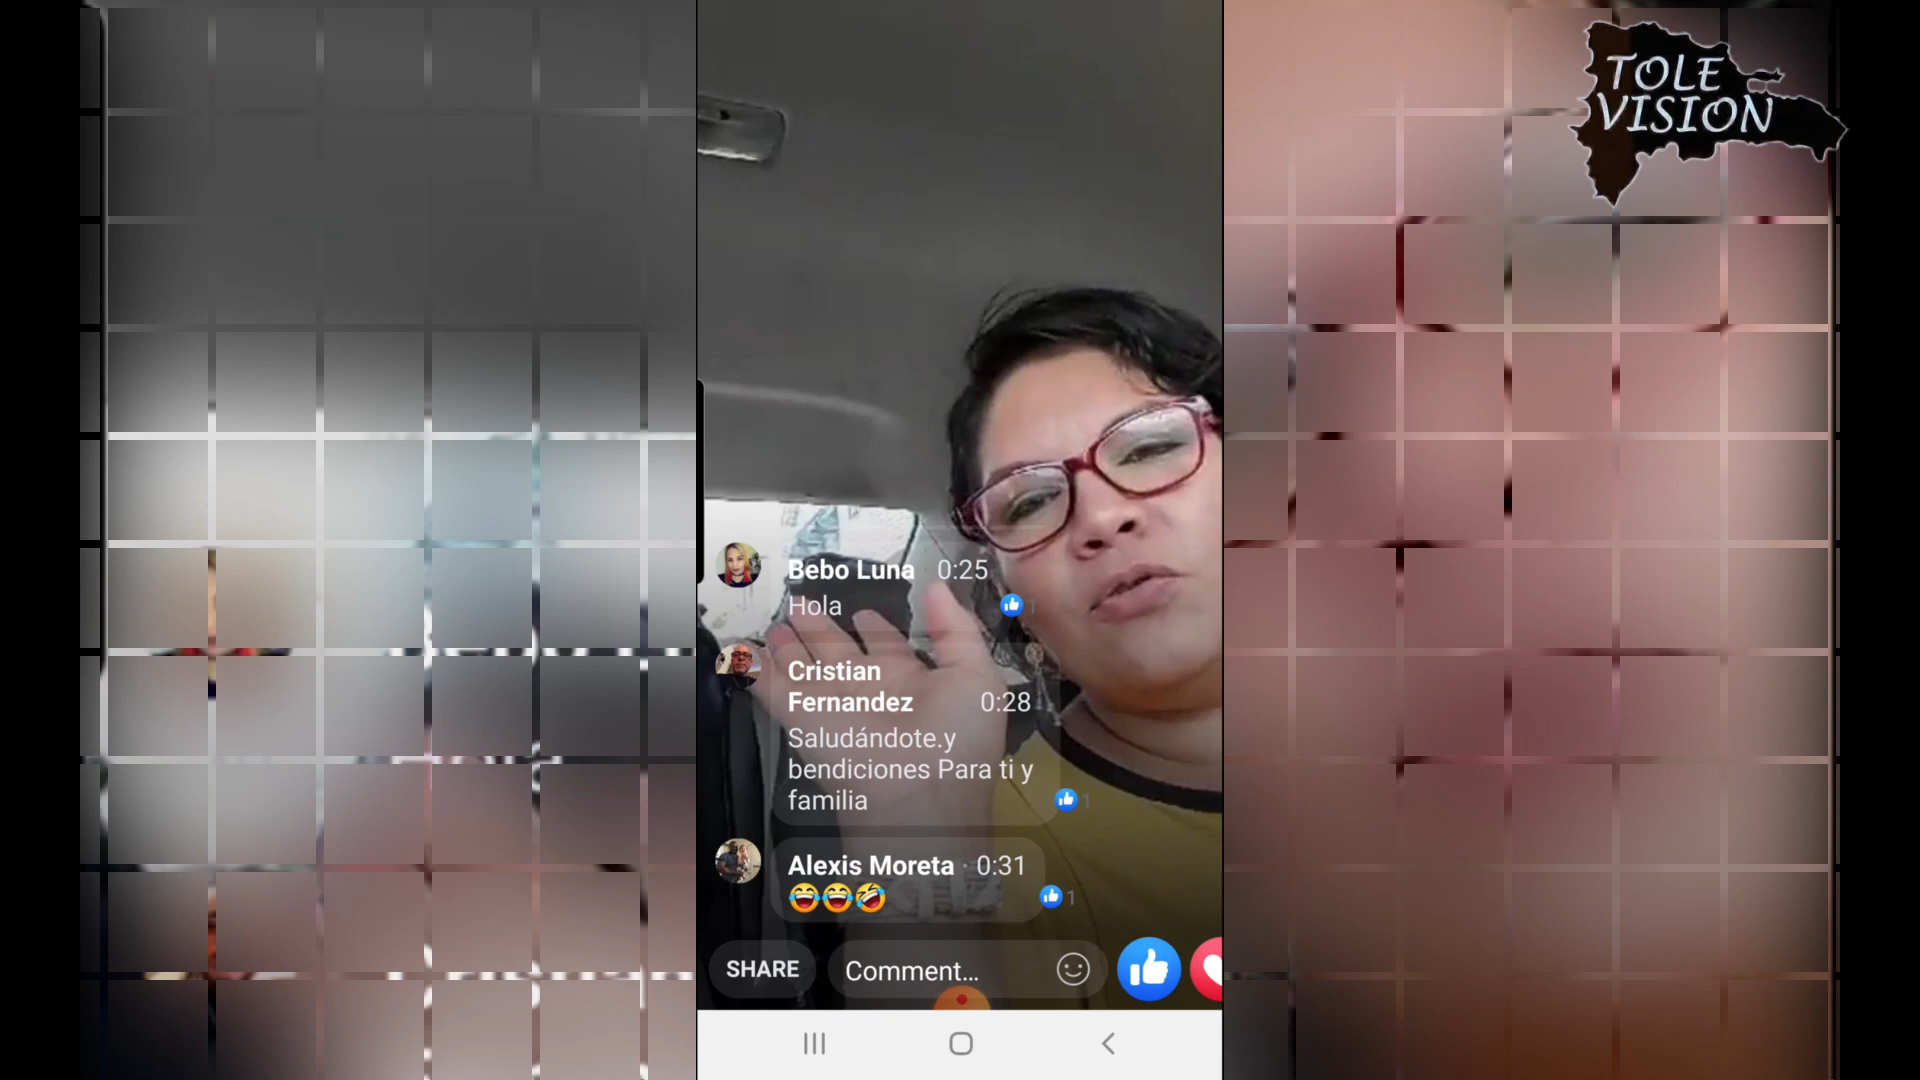 TOLE
VISION
Bebo Luna 0:25
Hola
1
Cristian
Fernandez 0:28
Saludándote.y
bendiciones Para ti y
familia
1
Alexis Moreta · 0:31
😂😂🤣
1
SHARE
Comment...